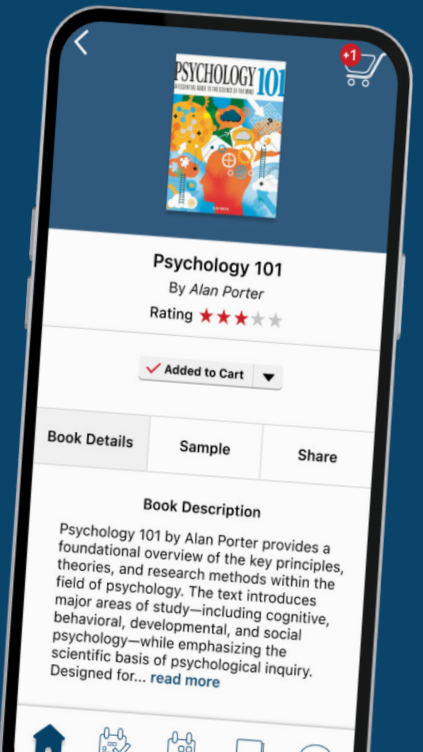 +1
PSYCHOLOGY 101
Psychology 101
By Alan Porter
Rating
Added to Cart
Book Details
Sample
Share
Book Description
Psychology 101 by Alan Porter provides a
foundational overview of the key principles,
theories, and research methods within the
field of psychology. The text introduces
major areas of study—including cognitive,
behavioral, developmental, and social
psychology—while emphasizing the
scientific basis of psychological inquiry.
Designed for... read more